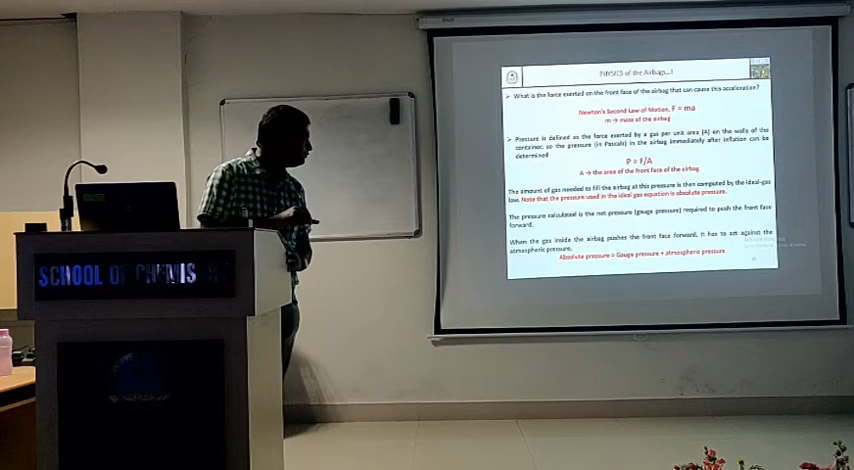 PHYSICS of the Airbags...!
➢ What is the force exerted on the front face of the airbag that can cause this acceleration?
Newton's Second Law of Motion, F = ma
m → mass of the airbag
➢ Pressure is defined as the force exerted by a gas per unit area (A) on the walls of the
container, so the pressure (in Pascals) in the airbag immediately after inflation can be
determined
P = F/A
A → the area of the front face of the airbag
The amount of gas needed to fill the airbag at this pressure is then computed by the ideal-gas
law. Note that the pressure used in the ideal gas equation is absolute pressure.
The pressure calculated is the net pressure (gauge pressure) required to push the front face
forward.
When the gas inside the airbag pushes the front face forward, it has to act against the
atmospheric pressure.
Absolute pressure = Gauge pressure + atmospheric pressure
SCHOOL OF CHEMIS